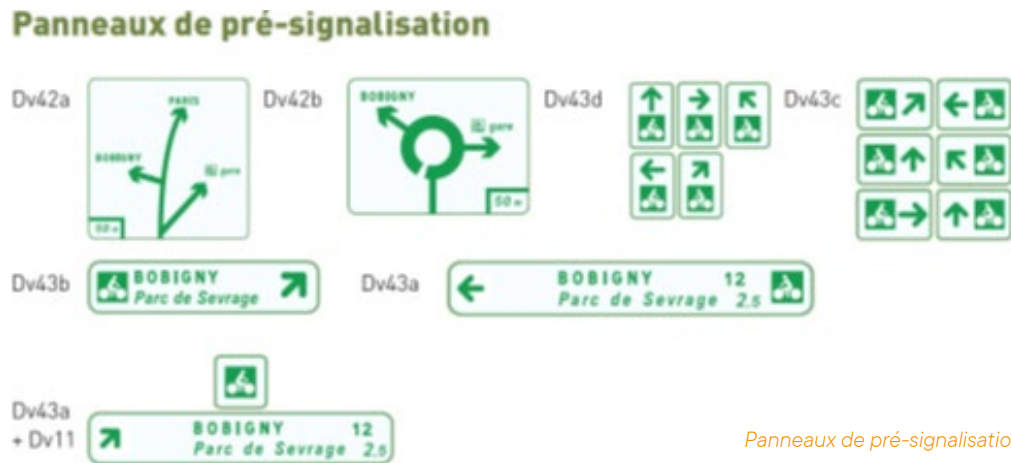 Panneaux de pré-signalisation
Dv42a
PARIS
BOBIGNY
gare
50 m
Dv42b
BOBIGNY
gare
50 m
Dv43d
Dv43c
Dv43b
BOBIGNY
Parc de Sevrage
Dv43a
BOBIGNY 12
Parc de Sevrage 2,5
Dv43a
+ Dv11
BOBIGNY 12
Parc de Sevrage 2,5
Panneaux de pré-signalisatio